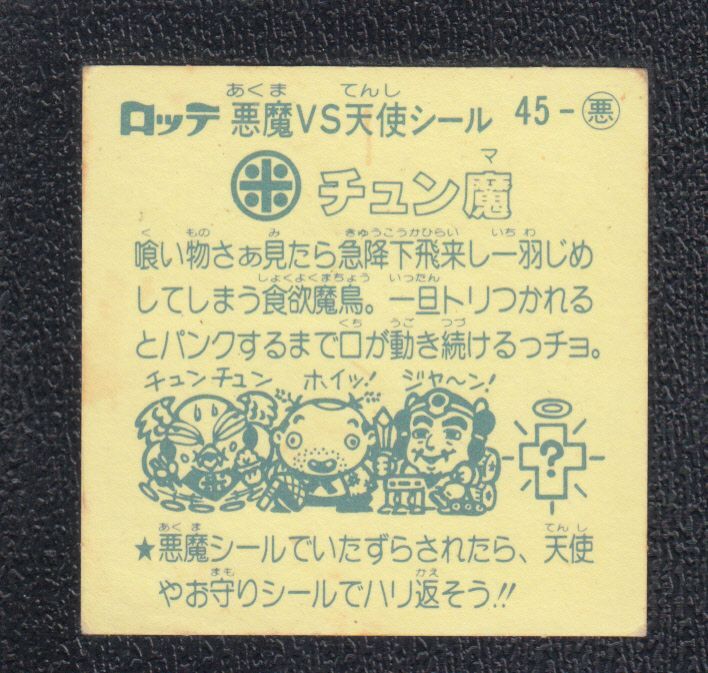 ロッテ 悪魔VS天使シール 45-悪
あくま てんし
米 チュン魔
マ
喰い物さぁ見たら急降下飛来し一羽じめ
く もの み きゅうこうかひらい いちわ
してしまう食欲魔鳥。一旦トリつかれる
しょくよくまちょう いったん
とパンクするまで口が動き続けるっチョ。
くち うご つづ
チュンチュン ホイッ! ジャ〜ン!
?
★悪魔シールでいたずらされたら、天使
あくま てんし
やお守りシールでハリ返そう!!
まも かえ